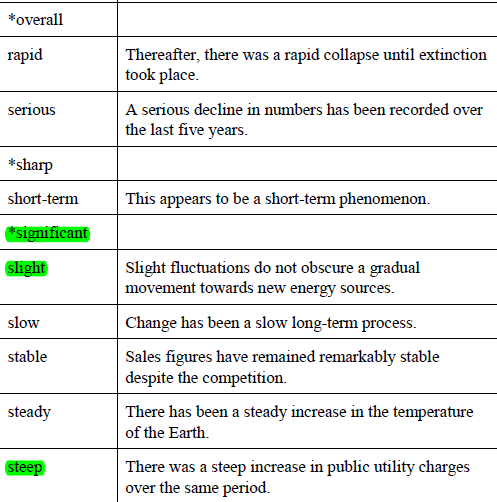 *overall
rapid
Thereafter, there was a rapid collapse until extinction
took place.
serious
A serious decline in numbers has been recorded over
the last five years.
*sharp
short-term
This appears to be a short-term phenomenon.
*significant
slight
Slight fluctuations do not obscure a gradual
movement towards new energy sources.
slow
Change has been a slow long-term process.
stable
Sales figures have remained remarkably stable
despite the competition.
steady
There has been a steady increase in the temperature
of the Earth.
steep
There was a steep increase in public utility charges
over the same period.